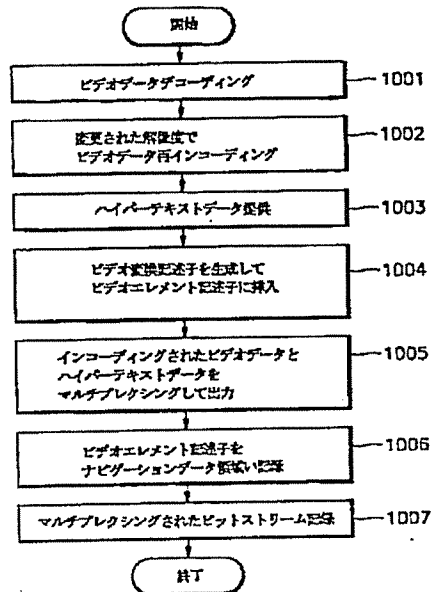 開始
ビデオデータデコーディング
1001
変更された解像度で
ビデオデータ再インコーディング
1002
ハイパーテキストデータ提供
1003
ビデオ変換記述子を生成して
ビデオエレメント記述子に挿入
1004
インコーディングされたビデオデータと
ハイパーテキストデータを
マルチプレクシングして出力
1005
ビデオエレメント記述子を
ナビゲーションデータ領域い記録
1006
マルチプレクシングされたビットストリーム記録
1007
終了